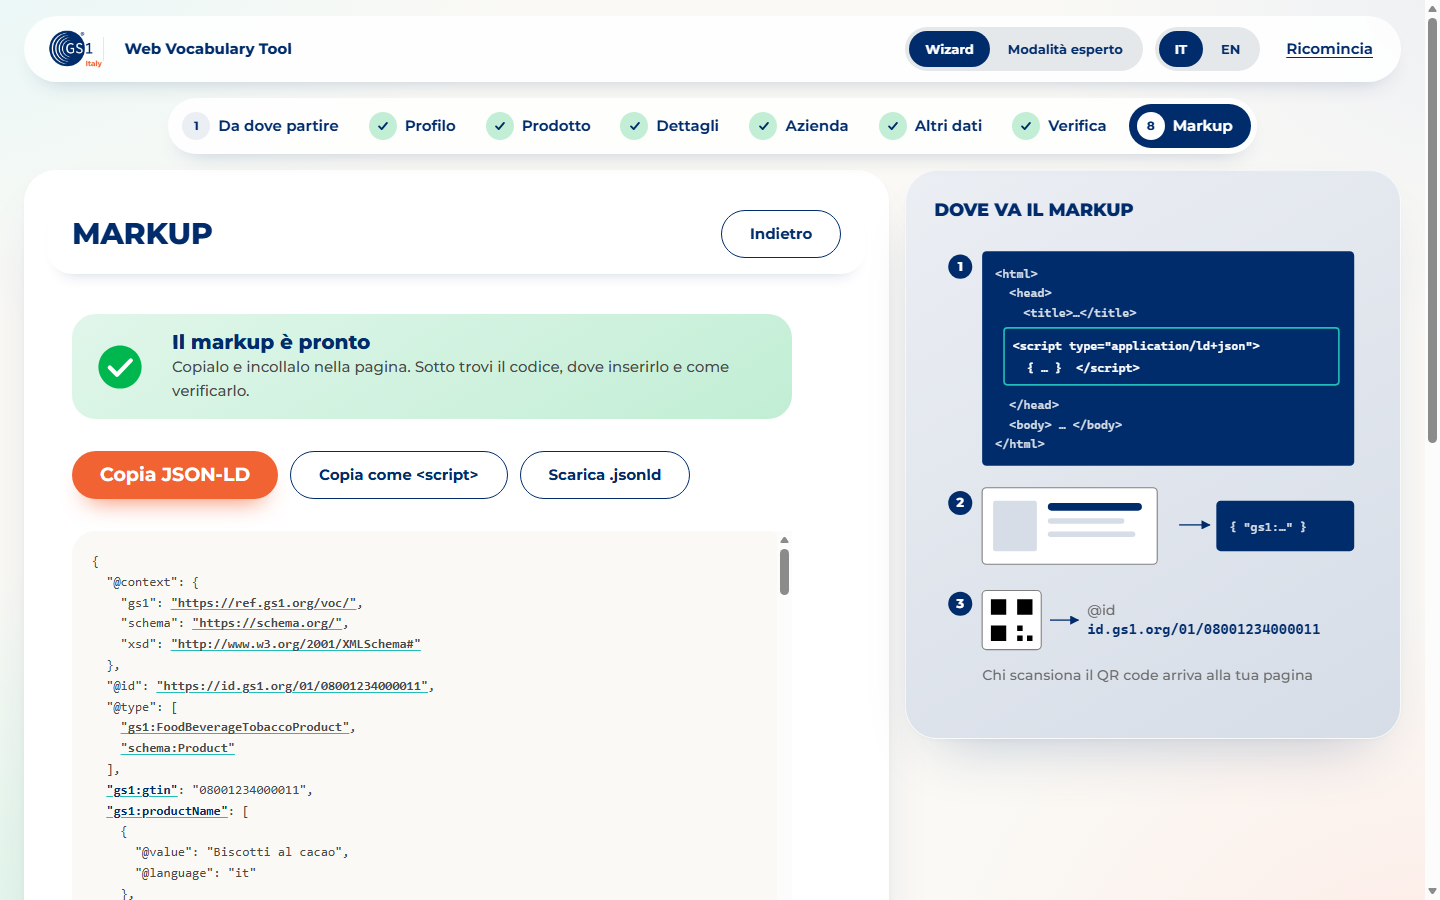 GS1
Italy
Web Vocabulary Tool
Wizard
Modalità esperto
IT
EN
Ricomincia
1 Da dove partire
Profilo
Prodotto
Dettagli
Azienda
Altri dati
Verifica
8 Markup
MARKUP
Indietro
Il markup è pronto
Copialo e incollalo nella pagina. Sotto trovi il codice, dove inserirlo e come
verificarlo.
Copia JSON-LD
Copia come <script>
Scarica .jsonld
{
"@context": {
"gs1": "https://ref.gs1.org/voc/",
"schema": "https://schema.org/",
"xsd": "http://www.w3.org/2001/XMLSchema#"
},
"@id": "https://id.gs1.org/01/08001234000011",
"@type": [
"gs1:FoodBeverageTobaccoProduct",
"schema:Product"
],
"gs1:gtin": "08001234000011",
"gs1:productName": [
{
"@value": "Biscotti al cacao",
"@language": "it"
},
DOVE VA IL MARKUP
1
<html>
<head>
<title>…</title>
<script type="application/ld+json">
{ … } </script>
</head>
<body> … </body>
</html>
2
{ "gs1:…" }
3
@id
id.gs1.org/01/08001234000011
Chi scansiona il QR code arriva alla tua pagina